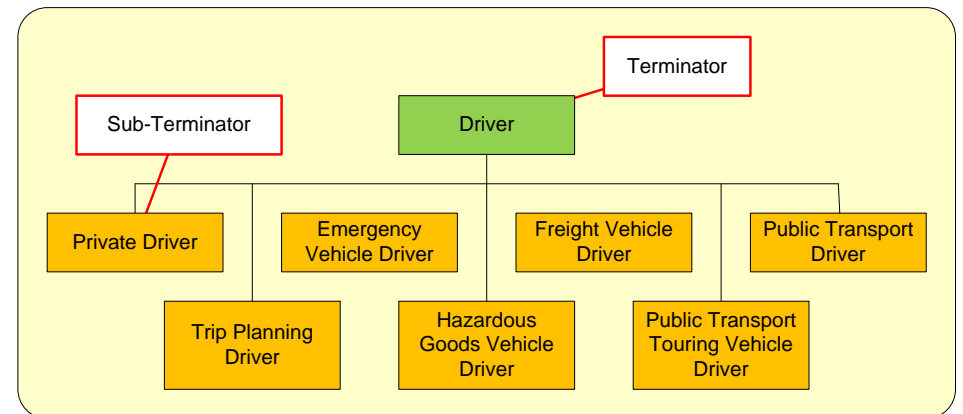 Terminator
Sub-Terminator
Driver
Private Driver
Emergency
Vehicle Driver
Freight Vehicle
Driver
Public Transport
Driver
Trip Planning
Driver
Hazardous
Goods Vehicle
Driver
Public Transport
Touring Vehicle
Driver